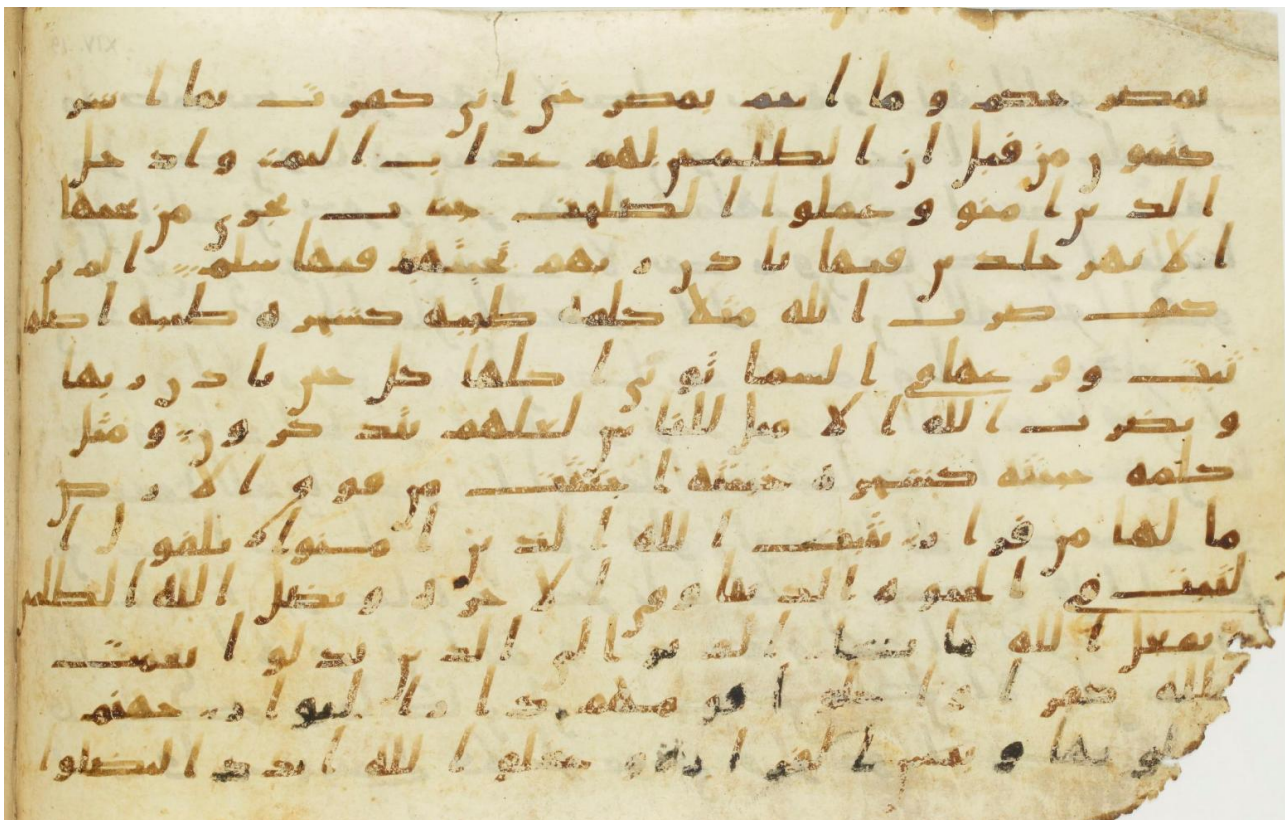 بمصرخكم وما انتم بمصرخى انى كفرت بما اشر
كتمون من قبل ان الظلمين لهم عذاب اليم وادخل
الذين امنو وعملوا الصلحت جنت تجرى من تحتها
الانهر خلدين فيها باذن ربهم تحيتهم فيها سلم الم تر
كيف ضرب الله مثلا كلمة طيبة كشجرة طيبة اصلها
ثبت وفرعها فى السما توتى اكلها كل حين باذن ربها
ويضرب الله الامثل للناس لعلهم يتذكرون ومثل
كلمة خبيثة كشجرة خبيثة اجتثت من فوق الارض
ما لها من قرار يثبت الله الذين امنوا بالقول ا
لثبت فى الحيوة الدنيا وفى الاخرة ويضل الله الظلمين
ويفعل الله ما يشا الم تر الى الذين بدلوا نعمت
الله كفرا واحلوا قومهم دار البوار جهنم
يصلونها وبئس القرار وجعلوا لله اندد ا ليضلوا